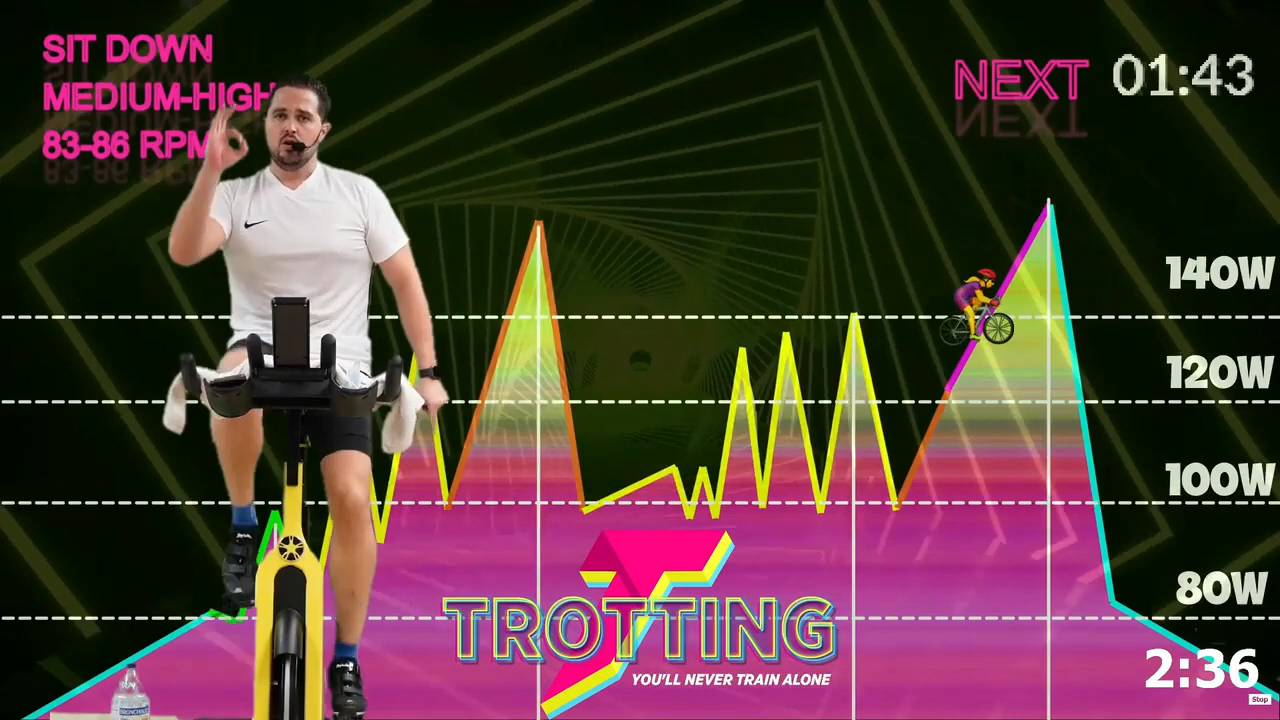 SIT DOWN
MEDIUM-HIGH
83-86 RPM
NEXT 01:43
140W
120W
100W
80W
TROTTING
YOU'LL NEVER TRAIN ALONE
2:36
Stop